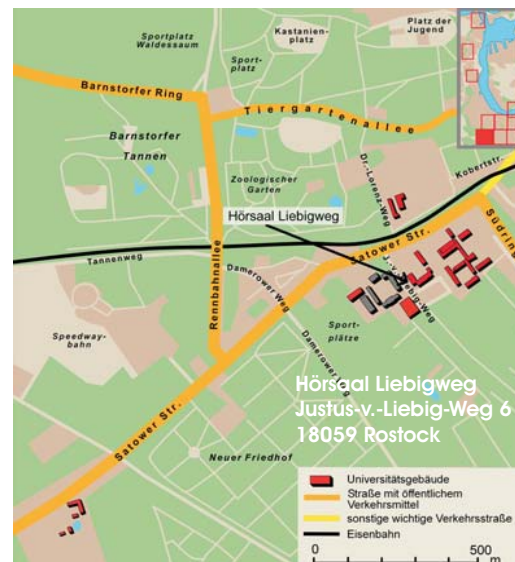 Sportplatz
Waldessaum
Kastanien-
platz
Platz der
Jugend
Sport-
platz
Barnstorfer Ring
Tiergartenallee
Barnstorfer
Tannen
Dr.-Lorenz-Weg
Kobertstr.
Zoologischer
Garten
Hörsaal Liebigweg
Südring
Satower Str.
Tannenweg
Rennbahnallee
Damerower Weg
J.-v.-Liebig-Weg
Speedway-
bahn
Sport-
plätze
Damerower Weg
Hörsaal Liebigweg
Justus-v.-Liebig-Weg 6
18059 Rostock
Satower Str.
Neuer Friedhof
Universitätsgebäude
Straße mit öffentlichem
Verkehrsmittel
sonstige wichtige Verkehrsstraße
Eisenbahn
0 500
m